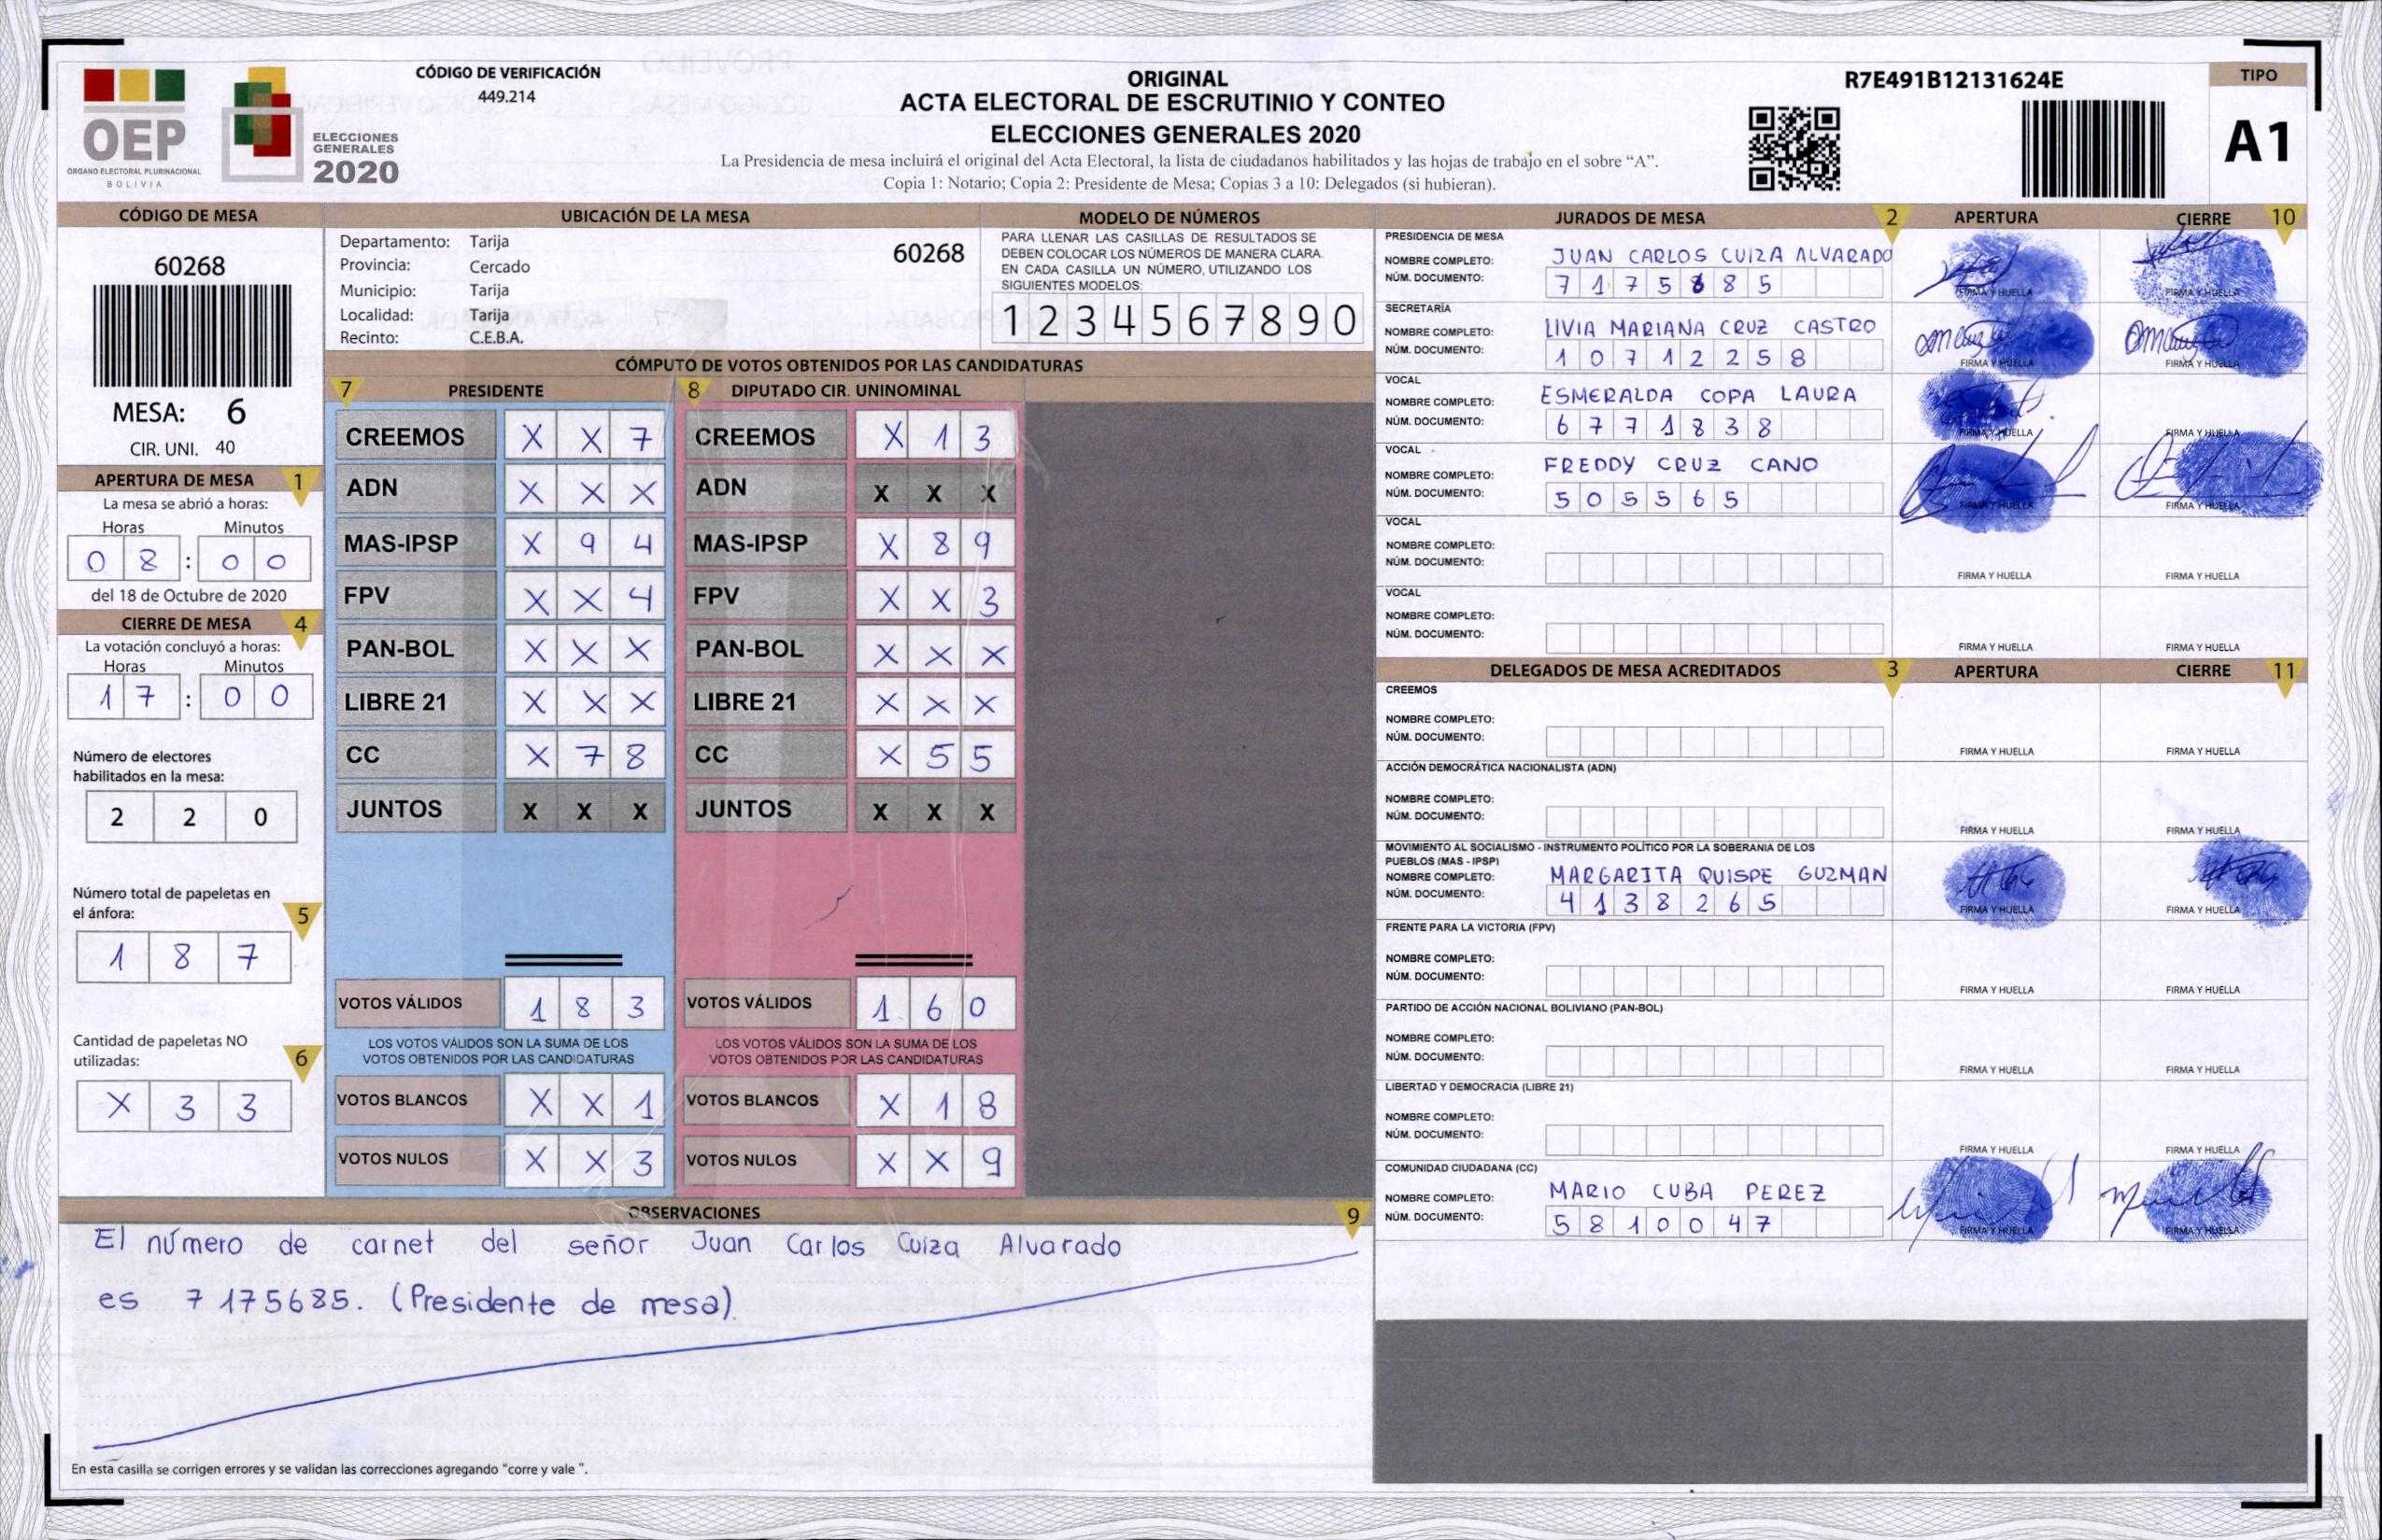 CÓDIGO DE VERIFICACIÓN
449.214
OEP
ÓRGANO ELECTORAL PLURINACIONAL
BOLIVIA
ELECCIONES
GENERALES
2020
ORIGINAL
ACTA ELECTORAL DE ESCRUTINIO Y CONTEO
ELECCIONES GENERALES 2020
La Presidencia de mesa incluirá el original del Acta Electoral, la lista de ciudadanos habilitados y las hojas de trabajo en el sobre “A”.
Copia 1: Notario; Copia 2: Presidente de Mesa; Copias 3 a 10: Delegados (si hubieran).
R7E491B12131624E
TIPO
A1
CÓDIGO DE MESA
60268
MESA: 6
CIR. UNI. 40
APERTURA DE MESA 1
La mesa se abrió a horas:
Horas Minutos
0 8 : 0 0
del 18 de Octubre de 2020
CIERRE DE MESA 4
La votación concluyó a horas:
Horas Minutos
1 7 : 0 0
Número de electores
habilitados en la mesa:
2 2 0
Número total de papeletas en
el ánfora: 5
1 8 7
Cantidad de papeletas NO
utilizadas: 6
X 3 3
UBICACIÓN DE LA MESA
Departamento: Tarija 60268
Provincia: Cercado
Municipio: Tarija
Localidad: Tarija
Recinto: C.E.B.A.
MODELO DE NÚMEROS
PARA LLENAR LAS CASILLAS DE RESULTADOS SE
DEBEN COLOCAR LOS NÚMEROS DE MANERA CLARA.
EN CADA CASILLA UN NÚMERO, UTILIZANDO LOS
SIGUIENTES MODELOS:
1 2 3 4 5 6 7 8 9 0
CÓMPUTO DE VOTOS OBTENIDOS POR LAS CANDIDATURAS
7 PRESIDENTE 8 DIPUTADO CIR. UNINOMINAL
CREEMOS X X 7 CREEMOS X 1 3
ADN X X X ADN X X X
MAS-IPSP X 9 4 MAS-IPSP X 8 9
FPV X X 4 FPV X X 3
PAN-BOL X X X PAN-BOL X X X
LIBRE 21 X X X LIBRE 21 X X X
CC X 7 8 CC X 5 5
JUNTOS X X X JUNTOS X X X
VOTOS VÁLIDOS 1 8 3 VOTOS VÁLIDOS 1 6 0
LOS VOTOS VÁLIDOS SON LA SUMA DE LOS LOS VOTOS VÁLIDOS SON LA SUMA DE LOS
VOTOS OBTENIDOS POR LAS CANDIDATURAS VOTOS OBTENIDOS POR LAS CANDIDATURAS
VOTOS BLANCOS X X 1 VOTOS BLANCOS X 1 8
VOTOS NULOS X X 3 VOTOS NULOS X X 9
OBSERVACIONES 9
El número de carnet del señor Juan Carlos Cuiza Alvarado
es 7175685. (Presidente de mesa)
En esta casilla se corrigen errores y se validan las correcciones agregando “corre y vale ”.
JURADOS DE MESA 2 APERTURA CIERRE 10
PRESIDENCIA DE MESA
NOMBRE COMPLETO: JUAN CARLOS CUIZA ALVARADO
NÚM. DOCUMENTO: 7 1 7 5 8 8 5 FIRMA Y HUELLA FIRMA Y HUELLA
SECRETARÍA
NOMBRE COMPLETO: LIVIA MARIANA CRUZ CASTRO
NÚM. DOCUMENTO: 1 0 7 1 2 2 5 8 FIRMA Y HUELLA FIRMA Y HUELLA
VOCAL
NOMBRE COMPLETO: ESMERALDA COPA LAURA
NÚM. DOCUMENTO: 6 7 7 1 8 3 8 FIRMA Y HUELLA FIRMA Y HUELLA
VOCAL
NOMBRE COMPLETO: FREDDY CRUZ CANO
NÚM. DOCUMENTO: 5 0 5 5 6 5 FIRMA Y HUELLA FIRMA Y HUELLA
VOCAL
NOMBRE COMPLETO:
NÚM. DOCUMENTO: FIRMA Y HUELLA FIRMA Y HUELLA
VOCAL
NOMBRE COMPLETO:
NÚM. DOCUMENTO: FIRMA Y HUELLA FIRMA Y HUELLA
DELEGADOS DE MESA ACREDITADOS 3 APERTURA CIERRE 11
CREEMOS
NOMBRE COMPLETO:
NÚM. DOCUMENTO: FIRMA Y HUELLA FIRMA Y HUELLA
ACCIÓN DEMOCRÁTICA NACIONALISTA (ADN)
NOMBRE COMPLETO:
NÚM. DOCUMENTO: FIRMA Y HUELLA FIRMA Y HUELLA
MOVIMIENTO AL SOCIALISMO - INSTRUMENTO POLÍTICO POR LA SOBERANIA DE LOS
PUEBLOS (MAS - IPSP)
NOMBRE COMPLETO: MARGARITA QUISPE GUZMAN
NÚM. DOCUMENTO: 4 1 3 8 2 6 5 FIRMA Y HUELLA FIRMA Y HUELLA
FRENTE PARA LA VICTORIA (FPV)
NOMBRE COMPLETO:
NÚM. DOCUMENTO: FIRMA Y HUELLA FIRMA Y HUELLA
PARTIDO DE ACCIÓN NACIONAL BOLIVIANO (PAN-BOL)
NOMBRE COMPLETO:
NÚM. DOCUMENTO: FIRMA Y HUELLA FIRMA Y HUELLA
LIBERTAD Y DEMOCRACIA (LIBRE 21)
NOMBRE COMPLETO:
NÚM. DOCUMENTO: FIRMA Y HUELLA FIRMA Y HUELLA
COMUNIDAD CIUDADANA (CC)
NOMBRE COMPLETO: MARIO CUBA PEREZ
NÚM. DOCUMENTO: 5 8 1 0 0 4 7 FIRMA Y HUELLA FIRMA Y HUELLA